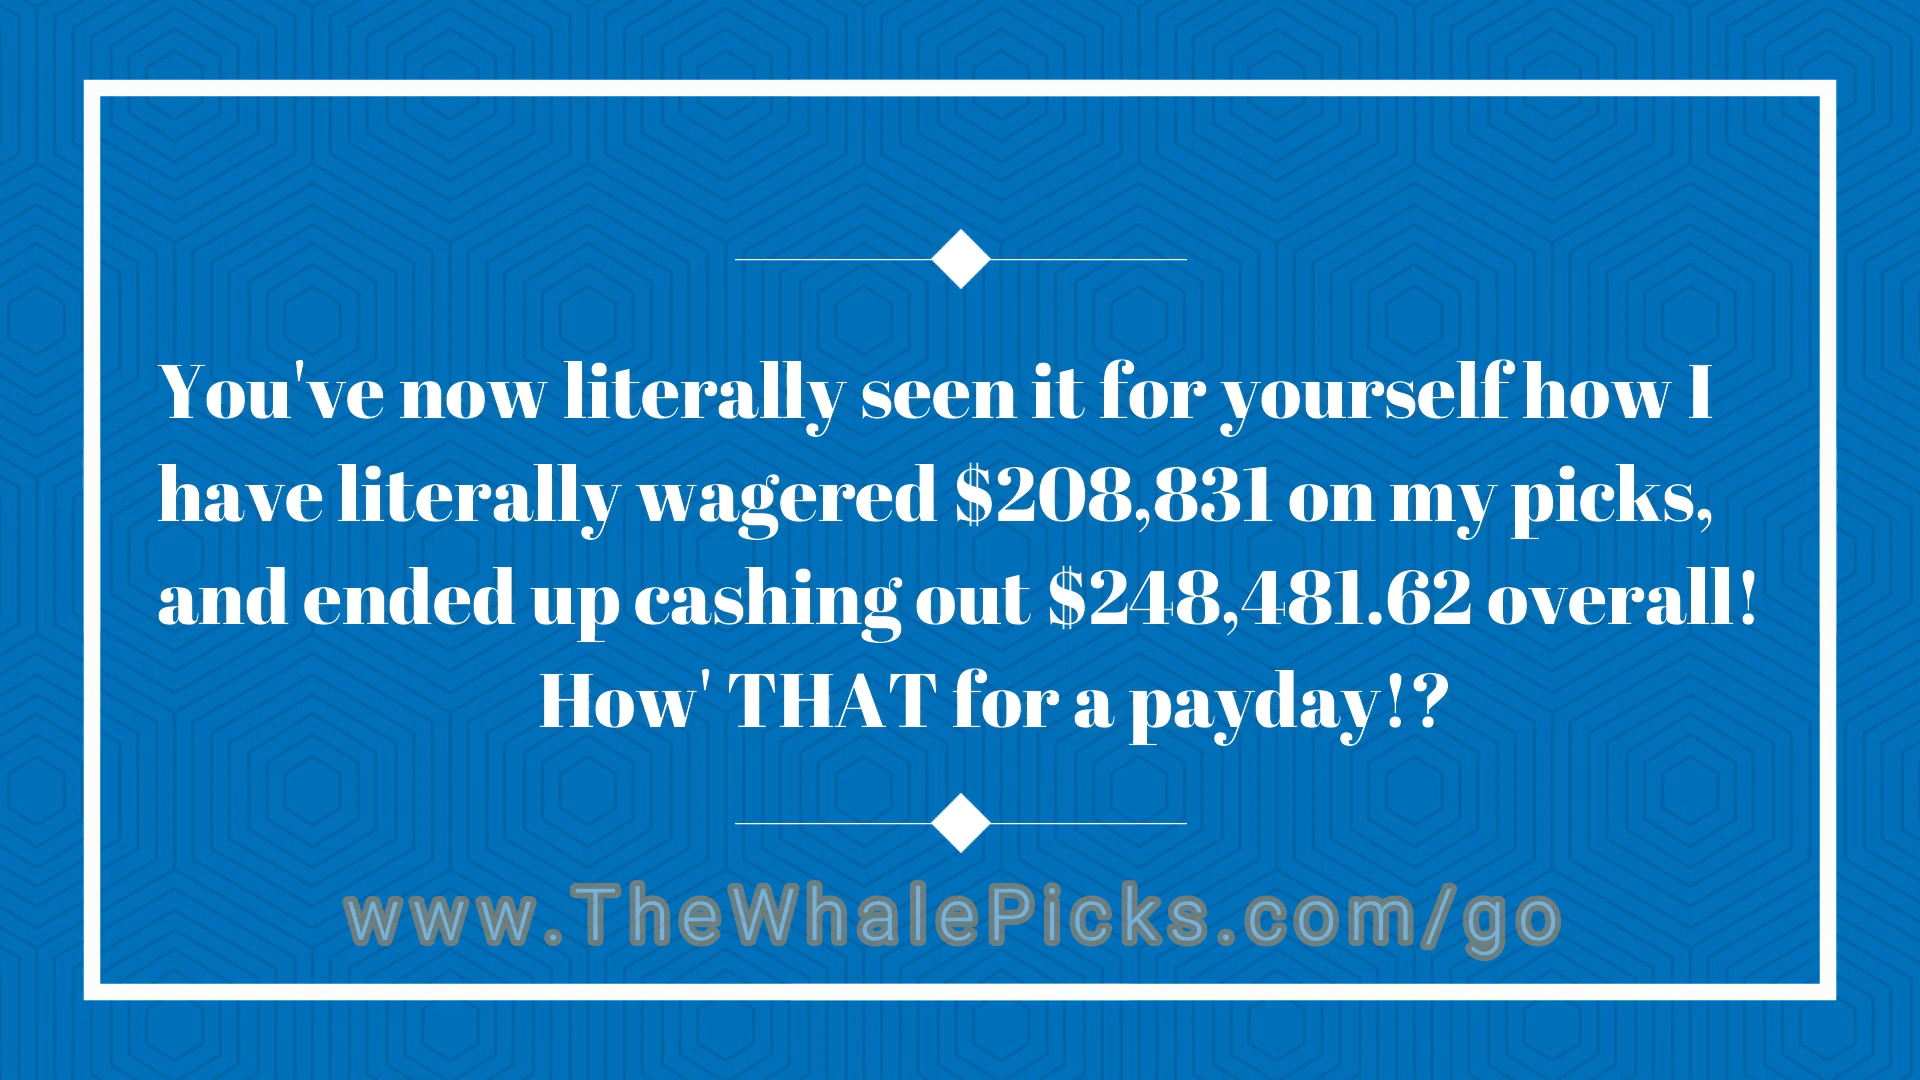 You've now literally seen it for yourself how I
have literally wagered $208,831 on my picks,
and ended up cashing out $248,481.62 overall!
How' THAT for a payday!?
www.TheWhalePicks.com/go